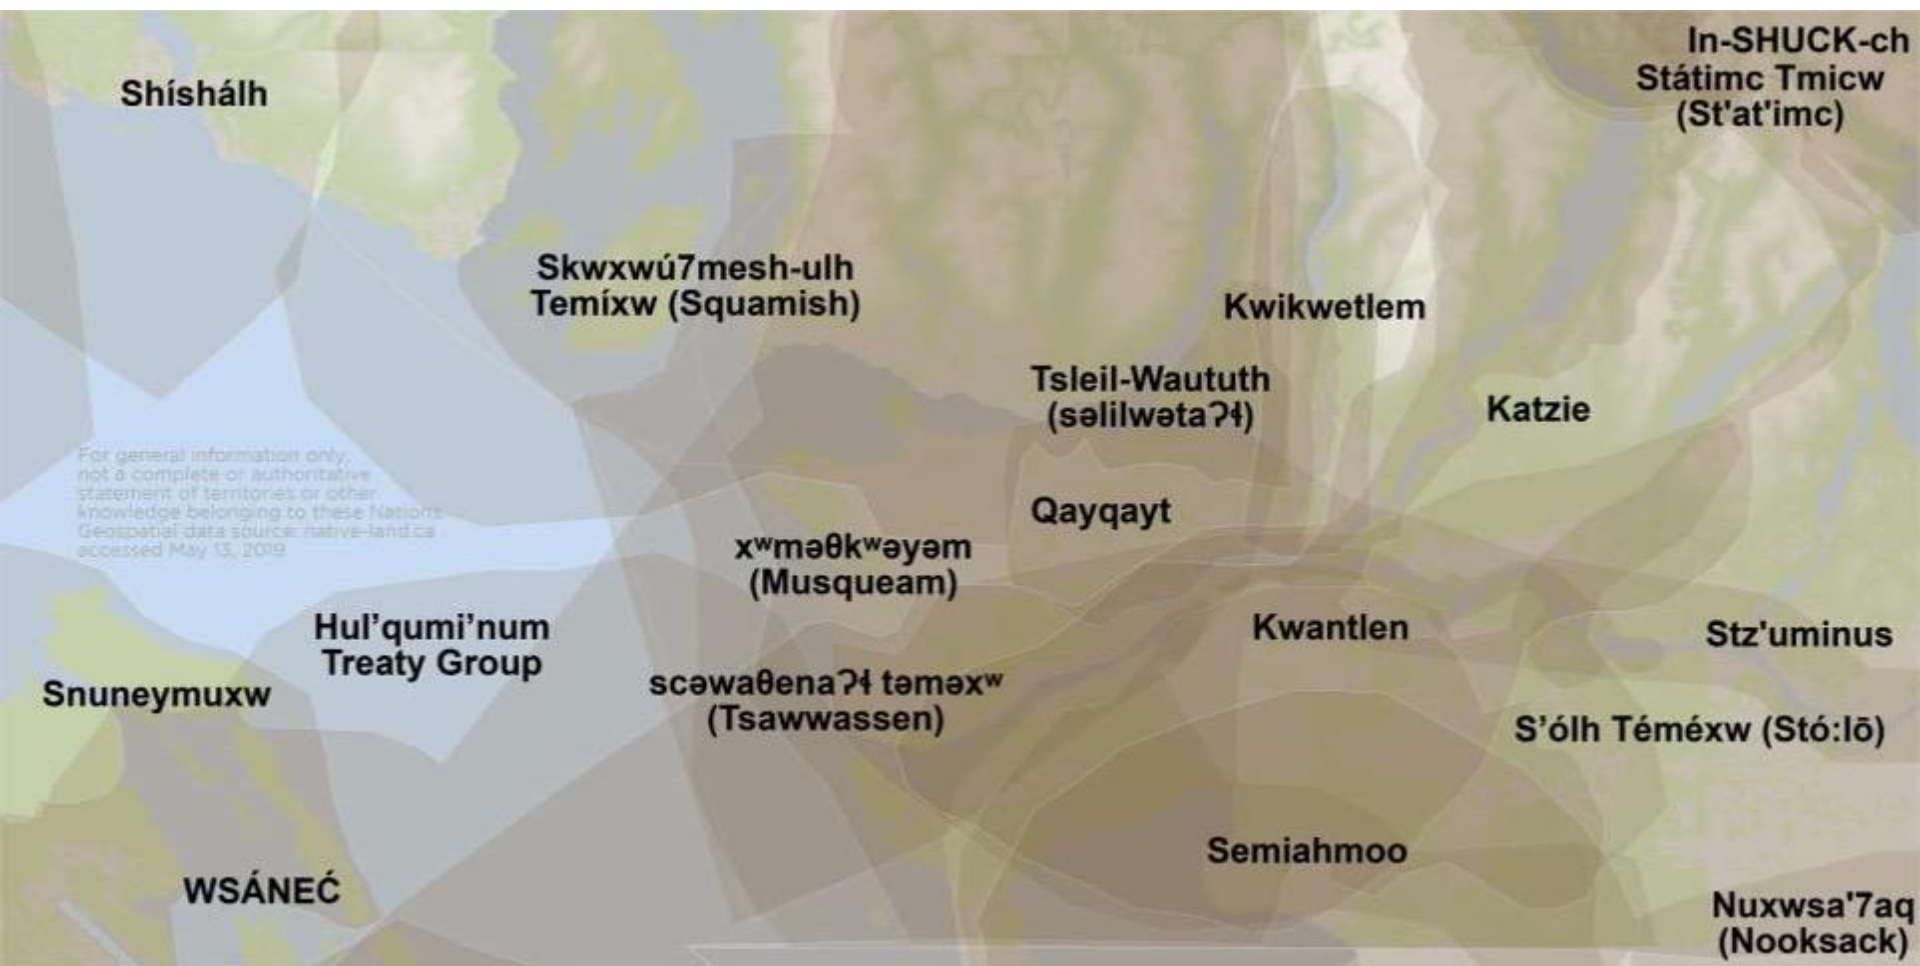 In-SHUCK-ch
Státimc Tmicw
(St'at'imc)
Shíshálh
Skwxwú7mesh-ulh
Temíxw (Squamish)
Kwikwetlem
Tsleil-Waututh
(səlilwətaʔɬ)
Katzie
For general information only,
not a complete or authoritative
statement of territories or other
knowledge belonging to these Nations
Geospatial data source: native-land.ca
accessed May 13, 2019
Qayqayt
xʷməθkʷəyəm
(Musqueam)
Hul’qumi’num
Treaty Group
Kwantlen
Stz'uminus
Snuneymuxw
scəwaθenaʔɬ təməxʷ
(Tsawwassen)
S’ólh Téméxw (Stó:lō)
Semiahmoo
WSÁNEĆ
Nuxwsa'7aq
(Nooksack)